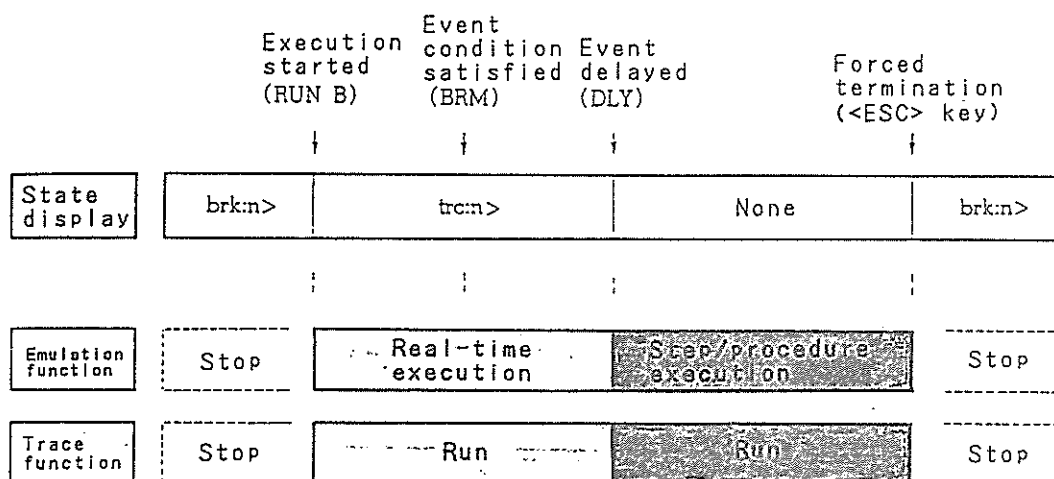 Execution
started
(RUN B)
Event
condition
satisfied
(BRM)
Event
delayed
(DLY)
Forced
termination
(<ESC> key)
State
display
brk:n>
trc:n>
None
brk:n>
Emulation
function
Stop
Real-time
execution
Step/procedure
execution
Stop
Trace
function
Stop
Run
Run
Stop